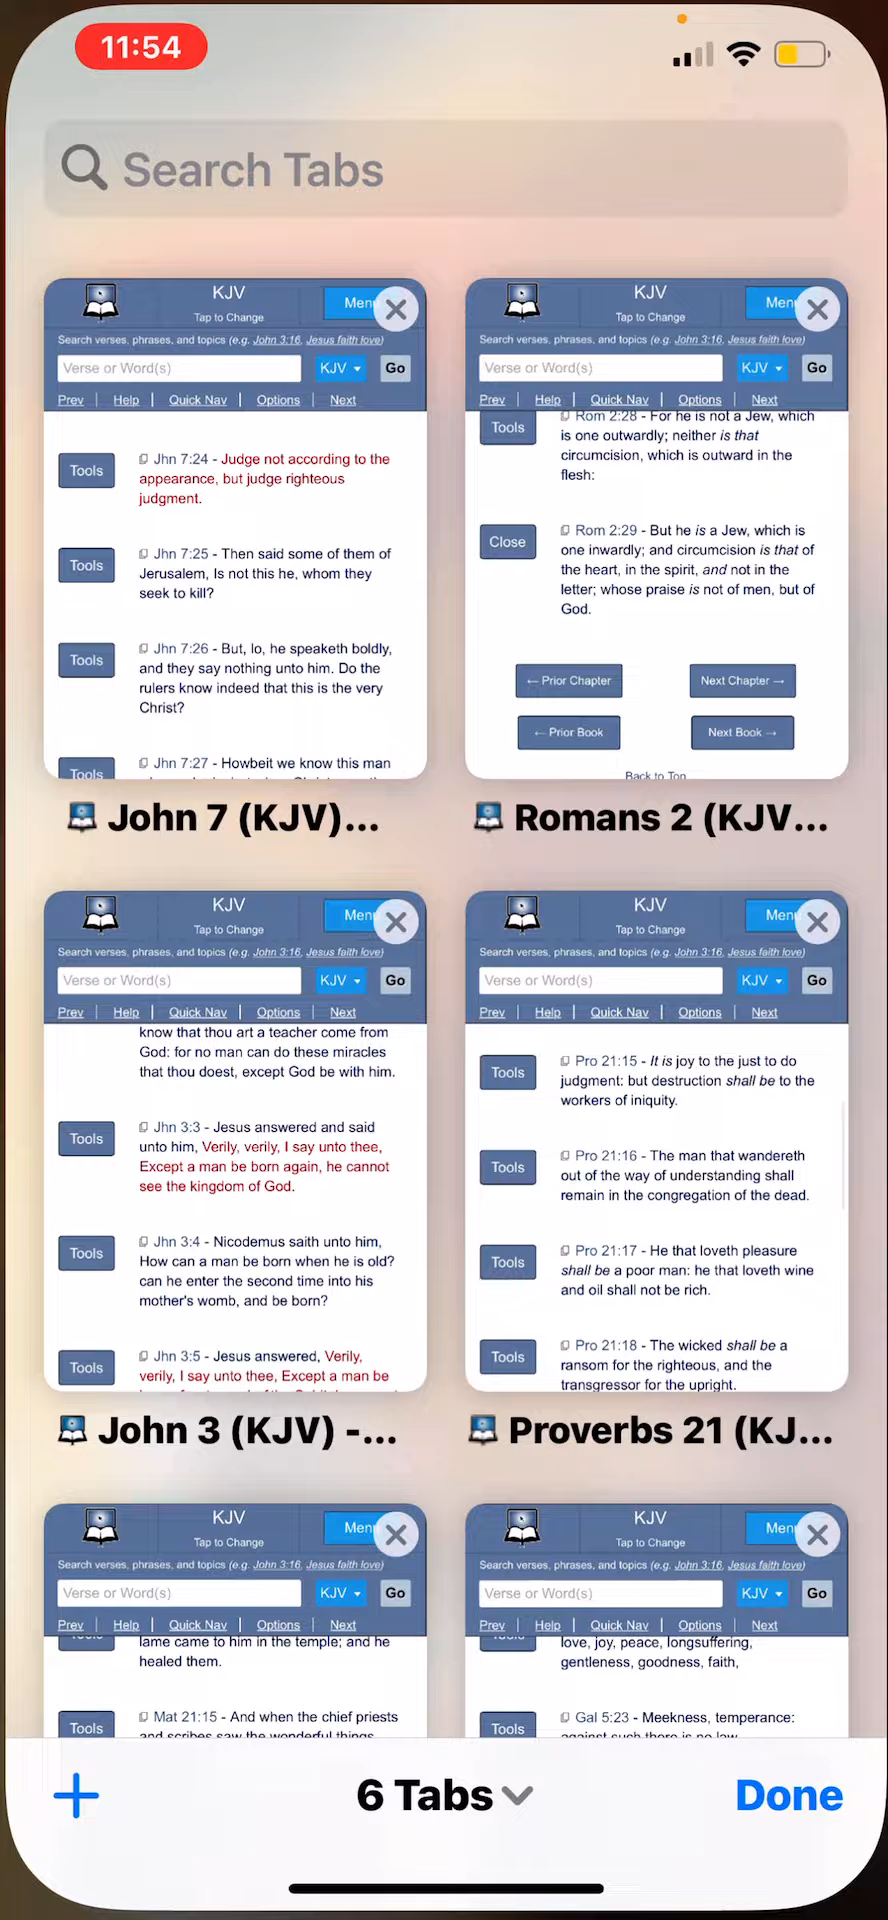 11:54
Search Tabs
KJV
Tap to Change
Menu
Search verses, phrases, and topics (e.g. John 3:16, Jesus faith love)
Verse or Word(s)
KJV
Go
Prev | Help | Quick Nav | Options | Next
Tools
Jhn 7:24 - Judge not according to the
appearance, but judge righteous
judgment.
Tools
Jhn 7:25 - Then said some of them of
Jerusalem, Is not this he, whom they
seek to kill?
Tools
Jhn 7:26 - But, lo, he speaketh boldly,
and they say nothing unto him. Do the
rulers know indeed that this is the very
Christ?
Tools
Jhn 7:27 - Howbeit we know this man
John 7 (KJV)...
KJV
Tap to Change
Men
Search verses, phrases, and topics (e.g. John 3:16, Jesus faith love)
Verse or Word(s)
KJV
Go
Prev | Help | Quick Nav | Options | Next
Tools
Rom 2:28 - For he is not a Jew, which
is one outwardly; neither is that
circumcision, which is outward in the
flesh:
Close
Rom 2:29 - But he is a Jew, which is
one inwardly; and circumcision is that of
the heart, in the spirit, and not in the
letter; whose praise is not of men, but of
God.
← Prior Chapter
Next Chapter →
← Prior Book
Next Book →
Back to Top
Romans 2 (KJV...
KJV
Tap to Change
Menu
Search verses, phrases, and topics (e.g. John 3:16, Jesus faith love)
Verse or Word(s)
KJV
Go
Prev | Help | Quick Nav | Options | Next
know that thou art a teacher come from
God: for no man can do these miracles
that thou doest, except God be with him.
Tools
Jhn 3:3 - Jesus answered and said
unto him, Verily, verily, I say unto thee,
Except a man be born again, he cannot
see the kingdom of God.
Tools
Jhn 3:4 - Nicodemus saith unto him,
How can a man be born when he is old?
can he enter the second time into his
mother's womb, and be born?
Tools
Jhn 3:5 - Jesus answered, Verily,
verily, I say unto thee, Except a man be
John 3 (KJV) -...
KJV
Tap to Change
Men
Search verses, phrases, and topics (e.g. John 3:16, Jesus faith love)
Verse or Word(s)
KJV
Go
Prev | Help | Quick Nav | Options | Next
Tools
Pro 21:15 - It is joy to the just to do
judgment: but destruction shall be to the
workers of iniquity.
Tools
Pro 21:16 - The man that wandereth
out of the way of understanding shall
remain in the congregation of the dead.
Tools
Pro 21:17 - He that loveth pleasure
shall be a poor man: he that loveth wine
and oil shall not be rich.
Tools
Pro 21:18 - The wicked shall be a
ransom for the righteous, and the
transgressor for the upright.
Proverbs 21 (KJ...
KJV
Tap to Change
Menu
Search verses, phrases, and topics (e.g. John 3:16, Jesus faith love)
Verse or Word(s)
KJV
Go
Prev | Help | Quick Nav | Options | Next
lame came to him in the temple; and he
healed them.
Tools
Mat 21:15 - And when the chief priests
and scribes saw the wonderful things
KJV
Tap to Change
Men
Search verses, phrases, and topics (e.g. John 3:16, Jesus faith love)
Verse or Word(s)
KJV
Go
Prev | Help | Quick Nav | Options | Next
love, joy, peace, longsuffering,
gentleness, goodness, faith,
Tools
Gal 5:23 - Meekness, temperance:
against such there is no law.
6 Tabs
Done